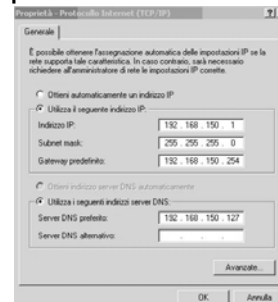 Proprietà - Protocollo Internet (TCP/IP)
Generale
È possibile ottenere l'assegnazione automatica delle impostazioni IP se la
rete supporta tale caratteristica. In caso contrario, sarà necessario
richiedere all'amministratore di rete le impostazioni IP corrette.
Ottieni automaticamente un indirizzo IP
Utilizza il seguente indirizzo IP:
Indirizzo IP: 192 . 168 . 150 . 1
Subnet mask: 255 . 255 . 255 . 0
Gateway predefinito: 192 . 168 . 150 . 254
Ottieni indirizzo server DNS automaticamente
Utilizza i seguenti indirizzi server DNS:
Server DNS preferito: 192 . 168 . 150 . 127
Server DNS alternativo: . . .
Avanzate...
OK Annulla